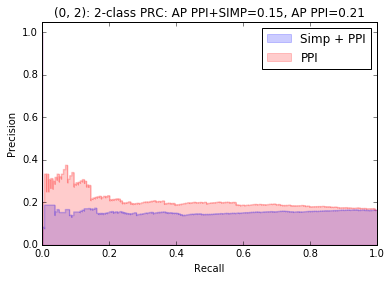 (0, 2): 2-class PRC: AP PPI+SIMP=0.15, AP PPI=0.21
Simp + PPI
PPI
Precision
1.0
0.8
0.6
0.4
0.2
0.0
0.0 0.2 0.4 0.6 0.8 1.0
Recall